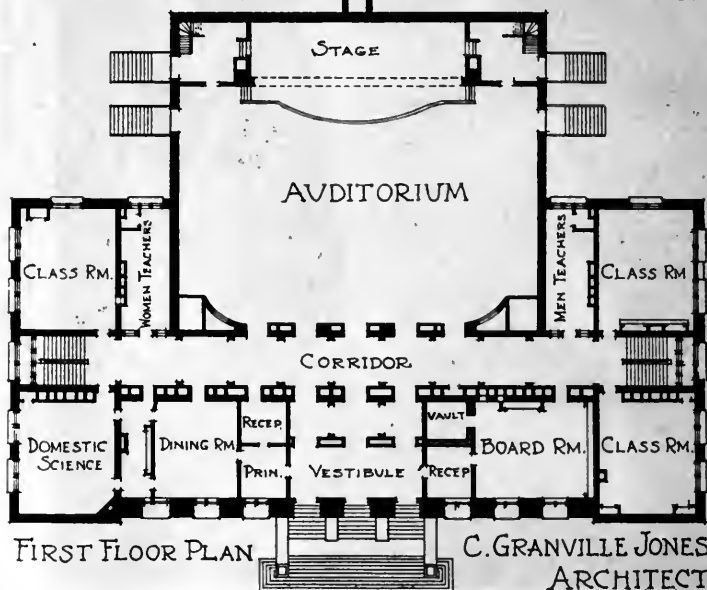 STAGE
AUDITORIUM
CLASS RM.
WOMEN TEACHERS
MEN TEACHERS
CLASS RM
CORRIDOR
DOMESTIC
SCIENCE
DINING RM.
RECEP.
PRIN.
VESTIBULE
VAULT
RECEP
BOARD RM.
CLASS RM.
FIRST FLOOR PLAN
C. GRANVILLE JONES
ARCHITECT